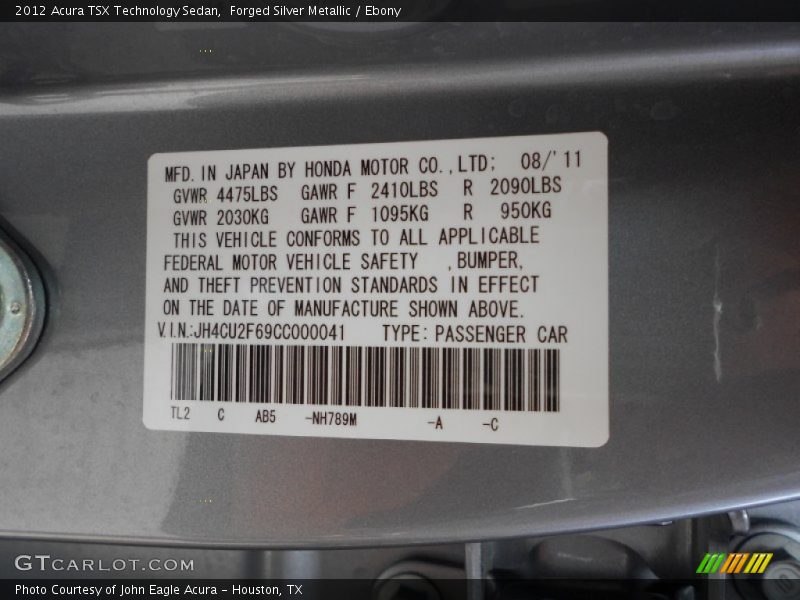 2012 Acura TSX Technology Sedan, Forged Silver Metallic / Ebony
MFD. IN JAPAN BY HONDA MOTOR CO., LTD; 08/'11
GVWR 4475LBS GAWR F 2410LBS R 2090LBS
GVWR 2030KG GAWR F 1095KG R 950KG
THIS VEHICLE CONFORMS TO ALL APPLICABLE
FEDERAL MOTOR VEHICLE SAFETY , BUMPER,
AND THEFT PREVENTION STANDARDS IN EFFECT
ON THE DATE OF MANUFACTURE SHOWN ABOVE.
V.I.N.:JH4CU2F69CC000041 TYPE: PASSENGER CAR
TL2 C AB5 -NH789M -A -C
GTCARLOT.COM
Photo Courtesy of John Eagle Acura - Houston, TX